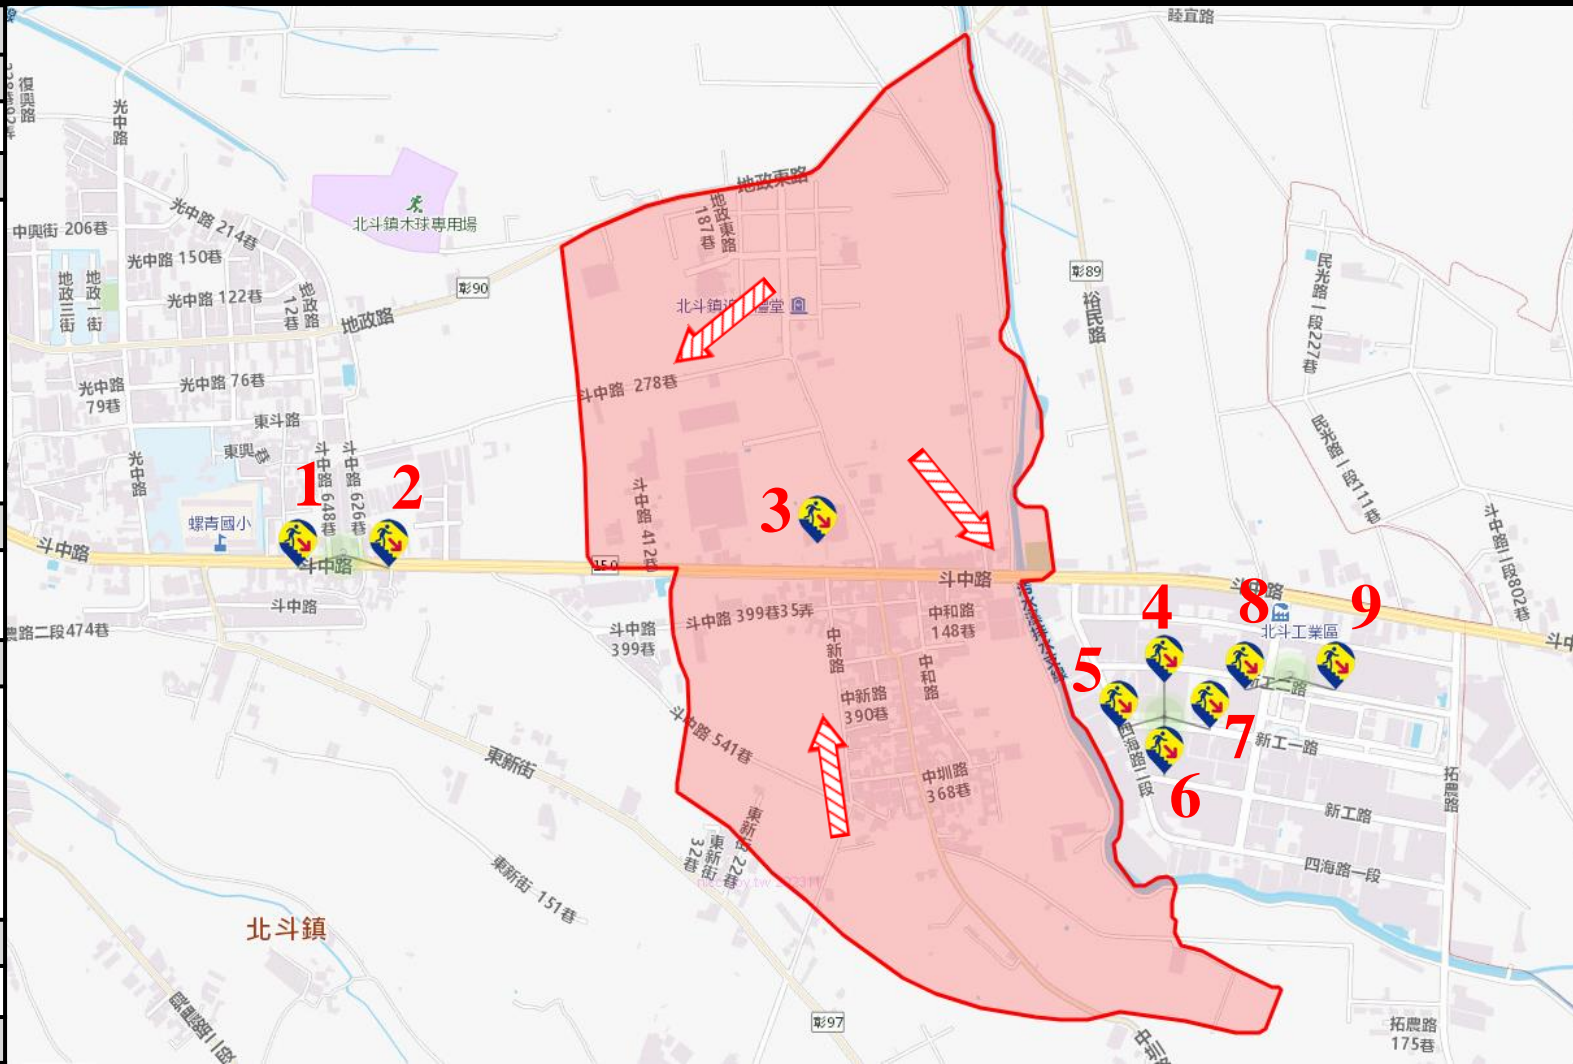 睦宜路
復興路
光中路
地政東路
地政東路
187巷
光中路 214巷
北斗鎮木球專用場
中興街 206巷
光中路 150巷
民光路一段227巷
彰89
地政三街
地政一街
光中路 122巷
12巷
彰90
裕民路
地政路
光中路 76巷
斗中路 278巷
光中路
79巷
東斗路
民光路一段111巷
光中路
斗中路 648巷
斗中路 626巷
斗中路 412巷
1
2
3
螺青國小
斗中路二段802巷
斗中路
斗中路
150
斗中路
斗中路
斗中路
斗中路 399巷35弄
中和路
148巷
4
8
9
北斗工業區
斗中路
399巷
中新路
中和路
5
中新路
390巷
斗中路 541巷
四海路二段
7
新工一路
東新街
中圳路
368巷
6
新工路
拓農路
東新街 22巷
東新街
32巷
四海路一段
東新街 151巷
北斗鎮
彰97
拓農路
175巷